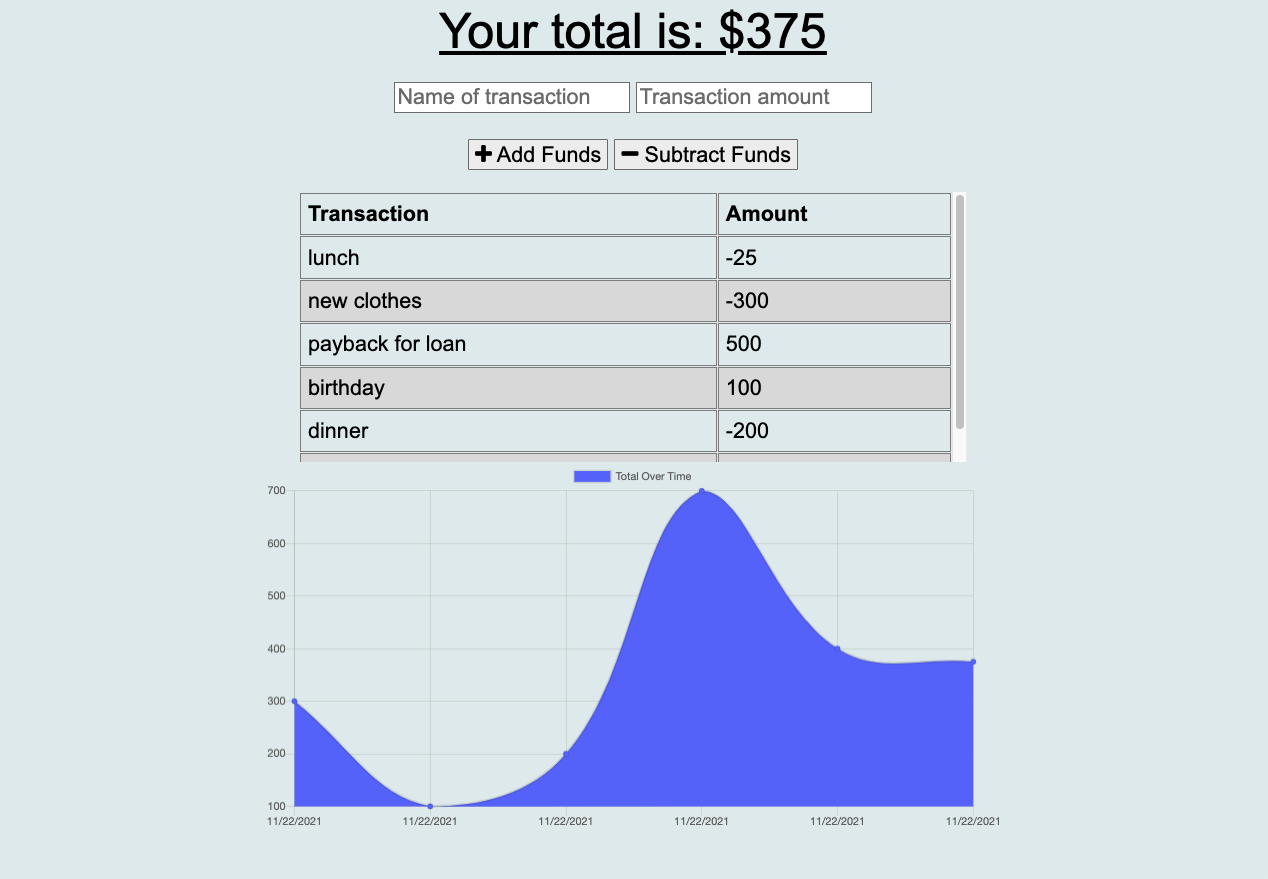 Your total is: $375
Name of transaction Transaction amount
Add Funds Subtract Funds
Transaction Amount
lunch -25
new clothes -300
payback for loan 500
birthday 100
dinner -200
Total Over Time
700
600
500
400
300
200
100
11/22/2021 11/22/2021 11/22/2021 11/22/2021 11/22/2021 11/22/2021